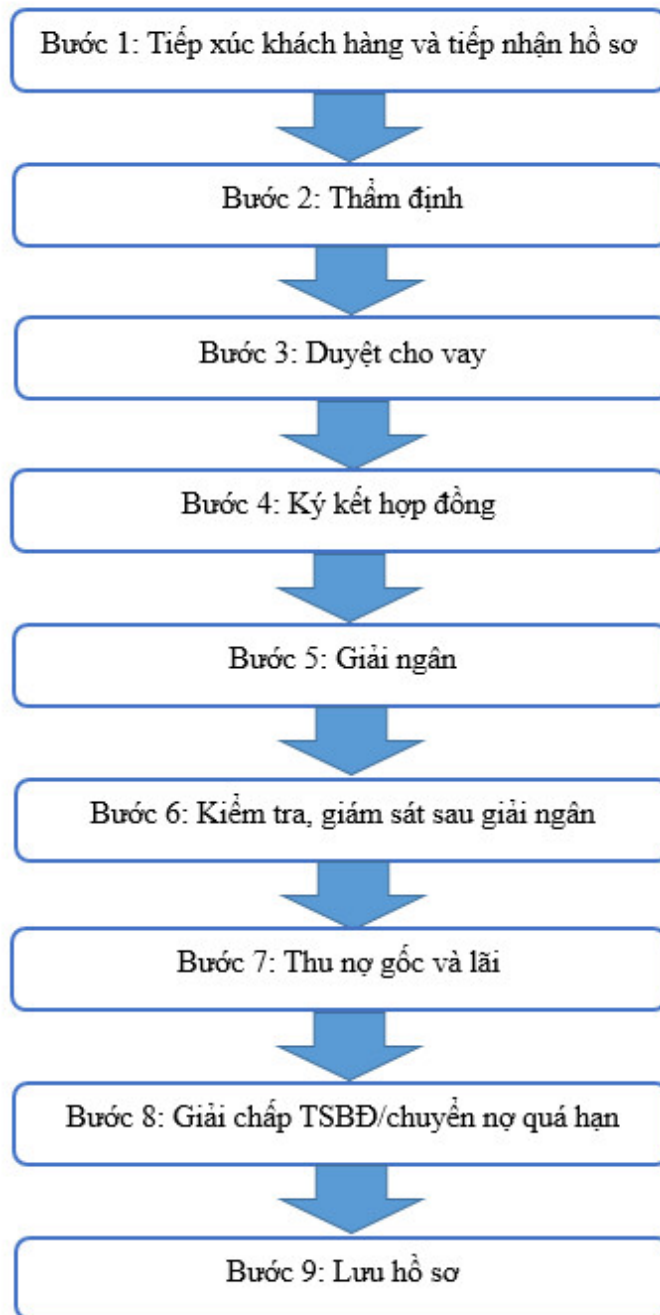 Bước 1: Tiếp xúc khách hàng và tiếp nhận hồ sơ
Bước 2: Thẩm định
Bước 3: Duyệt cho vay
Bước 4: Ký kết hợp đồng
Bước 5: Giải ngân
Bước 6: Kiểm tra, giám sát sau giải ngân
Bước 7: Thu nợ gốc và lãi
Bước 8: Giải chấp TSBĐ/chuyển nợ quá hạn
Bước 9: Lưu hồ sơ